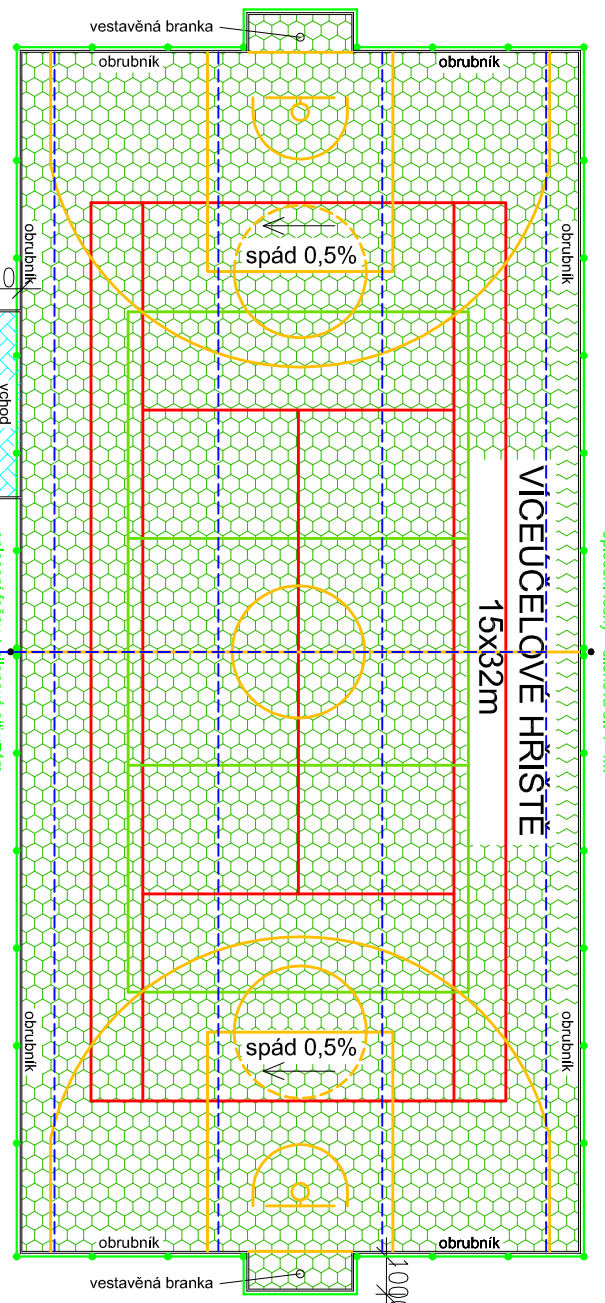 vestavěná branka
obrubník
obrubník
obrubník
obrubník
spád 0,5%
vchod
VÍCEÚČELOVÉ HŘIŠTĚ
15x32m
obrubník
obrubník
spád 0,5%
obrubník
obrubník
vestavěná branka